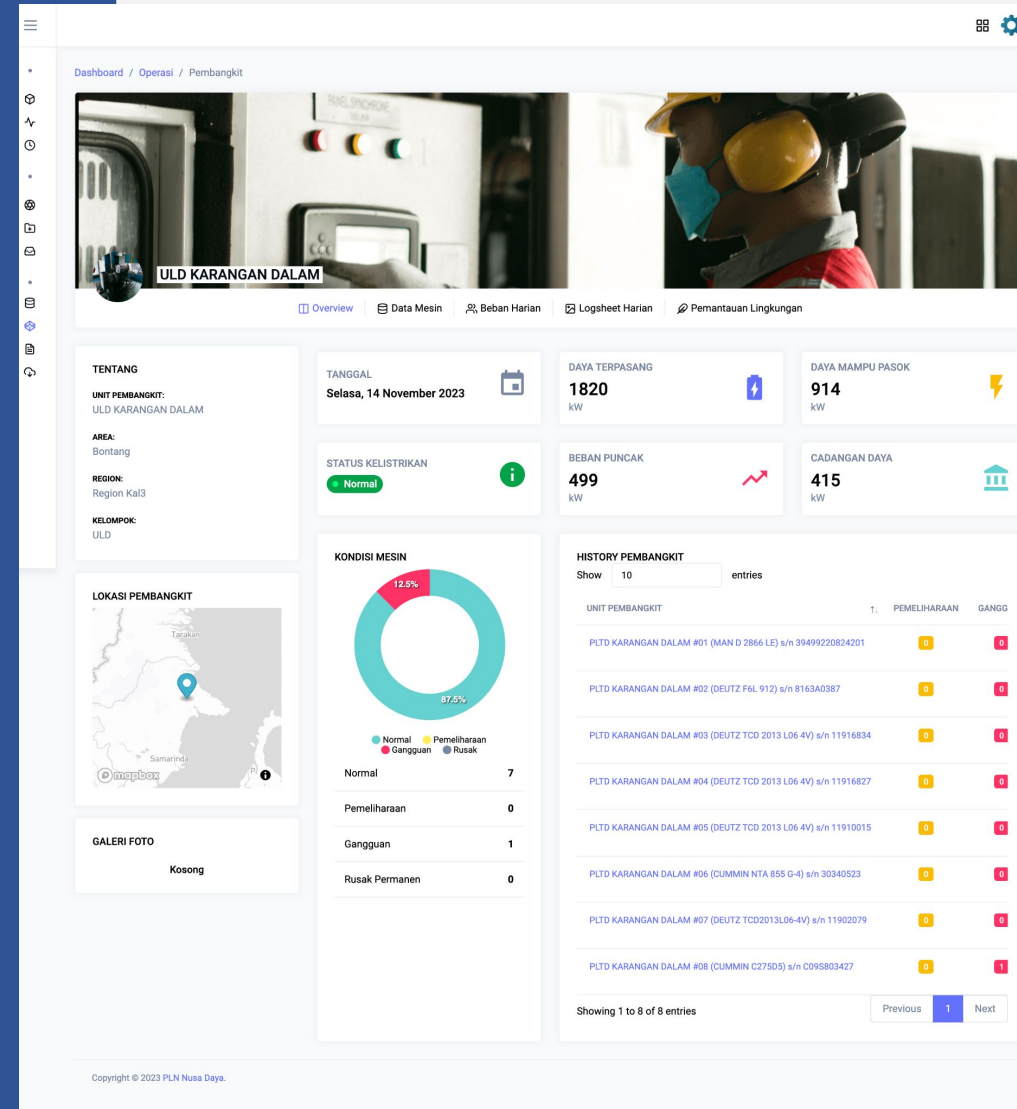 Dashboard / Operasi / Pembangkit
PANEL SYNCHRONE
ULD KARANGAN DALAM
Overview
Data Mesin
Beban Harian
Logsheet Harian
Pemantauan Lingkungan
TENTANG
UNIT PEMBANGKIT:
ULD KARANGAN DALAM
AREA:
Bontang
REGION:
Region Kal3
KELOMPOK:
ULD
TANGGAL
Selasa, 14 November 2023
DAYA TERPASANG
1820
kW
DAYA MAMPU PASOK
914
kW
STATUS KELISTRIKAN
Normal
BEBAN PUNCAK
499
kW
CADANGAN DAYA
415
kW
LOKASI PEMBANGKIT
Tarakan
Samarinda
mapbox
GALERI FOTO
Kosong
KONDISI MESIN
12.5%
87.5%
Normal Pemeliharaan
Gangguan Rusak
Normal 7
Pemeliharaan 0
Gangguan 1
Rusak Permanen 0
HISTORY PEMBANGKIT
Show 10 entries
UNIT PEMBANGKIT PEMELIHARAAN GANGG
PLTD KARANGAN DALAM #01 (MAN D 2866 LE) s/n 39499220824201 0 0
PLTD KARANGAN DALAM #02 (DEUTZ F6L 912) s/n 8163A0387 0 0
PLTD KARANGAN DALAM #03 (DEUTZ TCD 2013 L06 4V) s/n 11916834 0 0
PLTD KARANGAN DALAM #04 (DEUTZ TCD 2013 L06 4V) s/n 11916827 0 0
PLTD KARANGAN DALAM #05 (DEUTZ TCD 2013 L06 4V) s/n 11910015 0 0
PLTD KARANGAN DALAM #06 (CUMMIN NTA 855 G-4) s/n 30340523 0 0
PLTD KARANGAN DALAM #07 (DEUTZ TCD2013L06-4V) s/n 11902079 0 0
PLTD KARANGAN DALAM #08 (CUMMIN C275D5) s/n C09S803427 0 1
Showing 1 to 8 of 8 entries
Previous 1 Next
Copyright © 2023 PLN Nusa Daya.